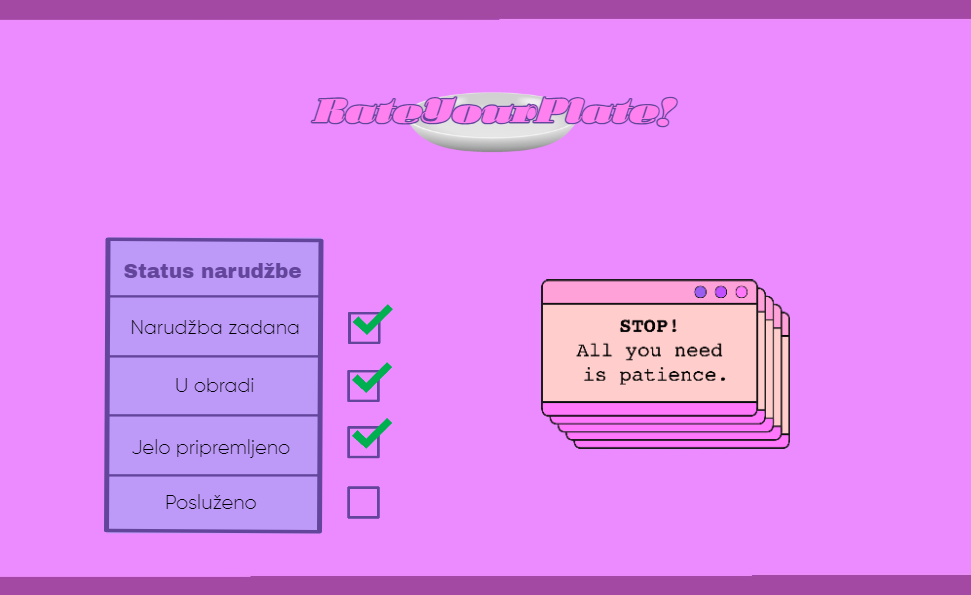 RateYourPlate!
Status narudžbe
Narudžba zadana
U obradi
Jelo pripremljeno
Posluženo
STOP!
All you need
is patience.